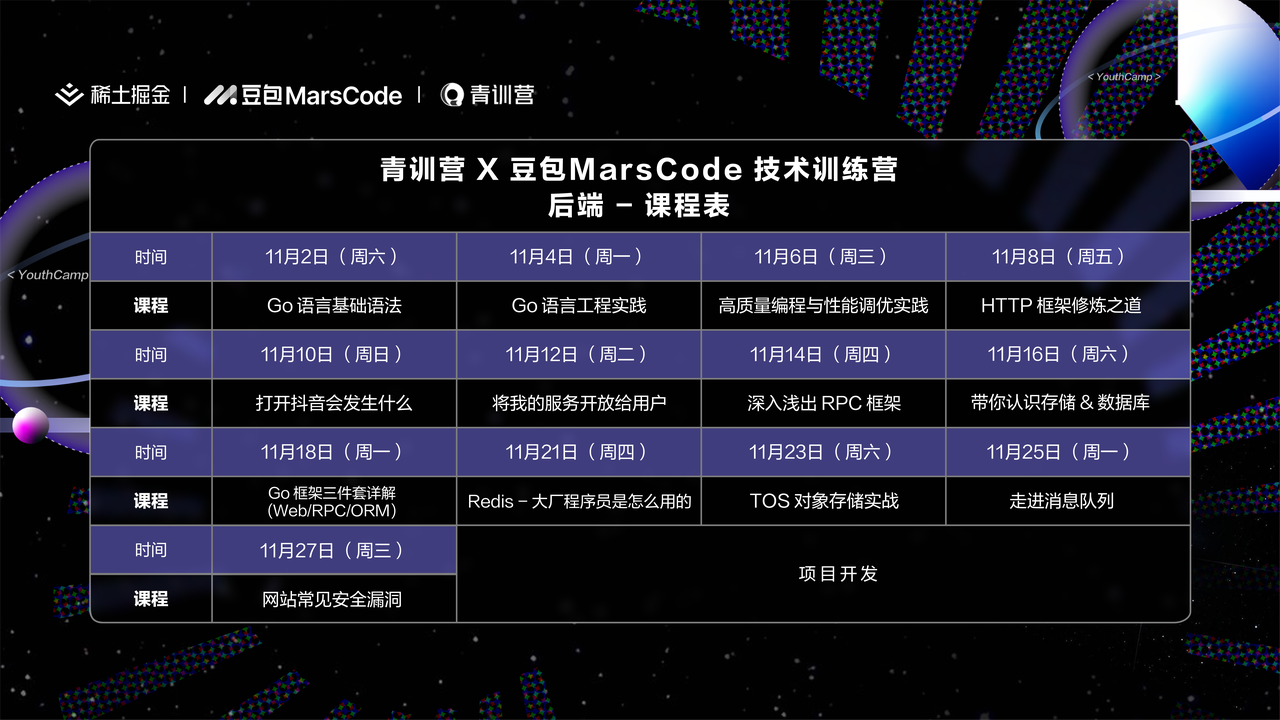 稀土掘金 | 豆包MarsCode | 青训营
< YouthCamp >
青训营 X 豆包MarsCode 技术训练营
后端 – 课程表
时间 11月2日（周六） 11月4日（周一） 11月6日（周三） 11月8日（周五）
< YouthCamp
课程 Go 语言基础语法 Go 语言工程实践 高质量编程与性能调优实践 HTTP 框架修炼之道
时间 11月10日（周日） 11月12日（周二） 11月14日（周四） 11月16日（周六）
课程 打开抖音会发生什么 将我的服务开放给用户 深入浅出 RPC 框架 带你认识存储 & 数据库
时间 11月18日（周一） 11月21日（周四） 11月23日（周六） 11月25日（周一）
课程 Go 框架三件套详解
(Web/RPC/ORM) Redis – 大厂程序员是怎么用的 TOS 对象存储实战 走进消息队列
时间 11月27日（周三）
项目开发
课程 网站常见安全漏洞